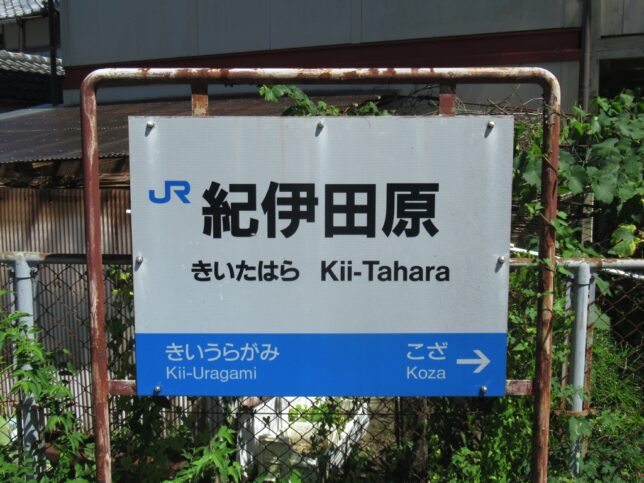 JR 紀伊田原
きいたはら Kii-Tahara
きいうらがみ こざ →
Kii-Uragami Koza